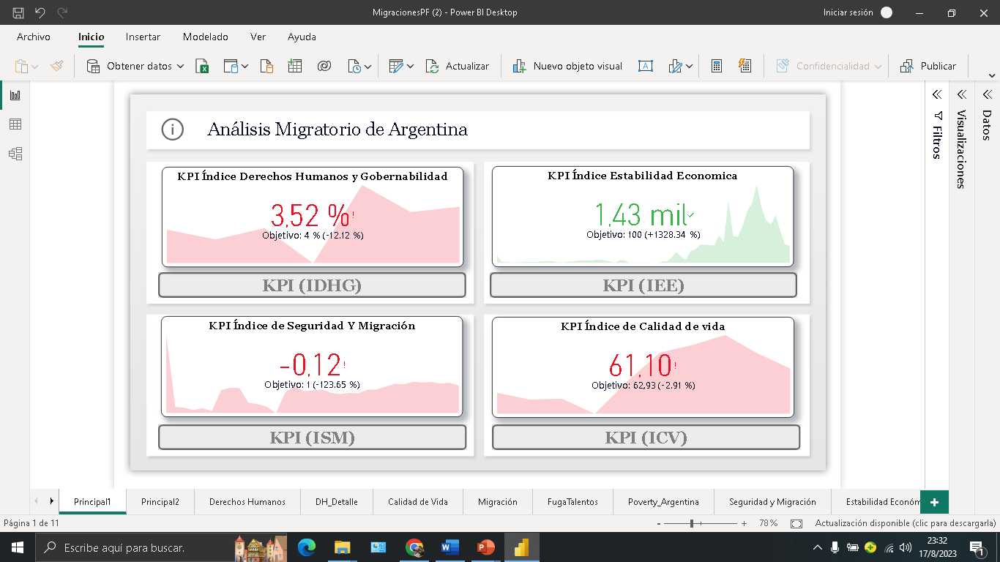 MigracionesPF (2) - Power BI Desktop
Iniciar sesión
Archivo
Inicio
Insertar
Modelado
Ver
Ayuda
Obtener datos
Actualizar
Nuevo objeto visual
Confidencialidad
Publicar
Análisis Migratorio de Argentina
KPI Índice Derechos Humanos y Gobernabilidad
3,52 %!
Objetivo: 4 % (-12.12 %)
KPI (IDHG)
KPI Índice Estabilidad Economica
1,43 mil
Objetivo: 100 (+1328.34 %)
KPI (IEE)
KPI Índice de Seguridad Y Migración
-0,12!
Objetivo: 1 (-123.65 %)
KPI (ISM)
KPI Índice de Calidad de vida
61,10!
Objetivo: 62,93 (-2.91 %)
KPI (ICV)
Filtros
Visualizaciones
Datos
Principal1
Principal2
Derechos Humanos
DH_Detalle
Calidad de Vida
Migración
FugaTalentos
Poverty_Argentina
Seguridad y Migración
Estabilidad Económ
Página 1 de 11
- + 78%
Actualización disponible (clic para descargarla)
Escribe aquí para buscar.
23:32
17/8/2023
1